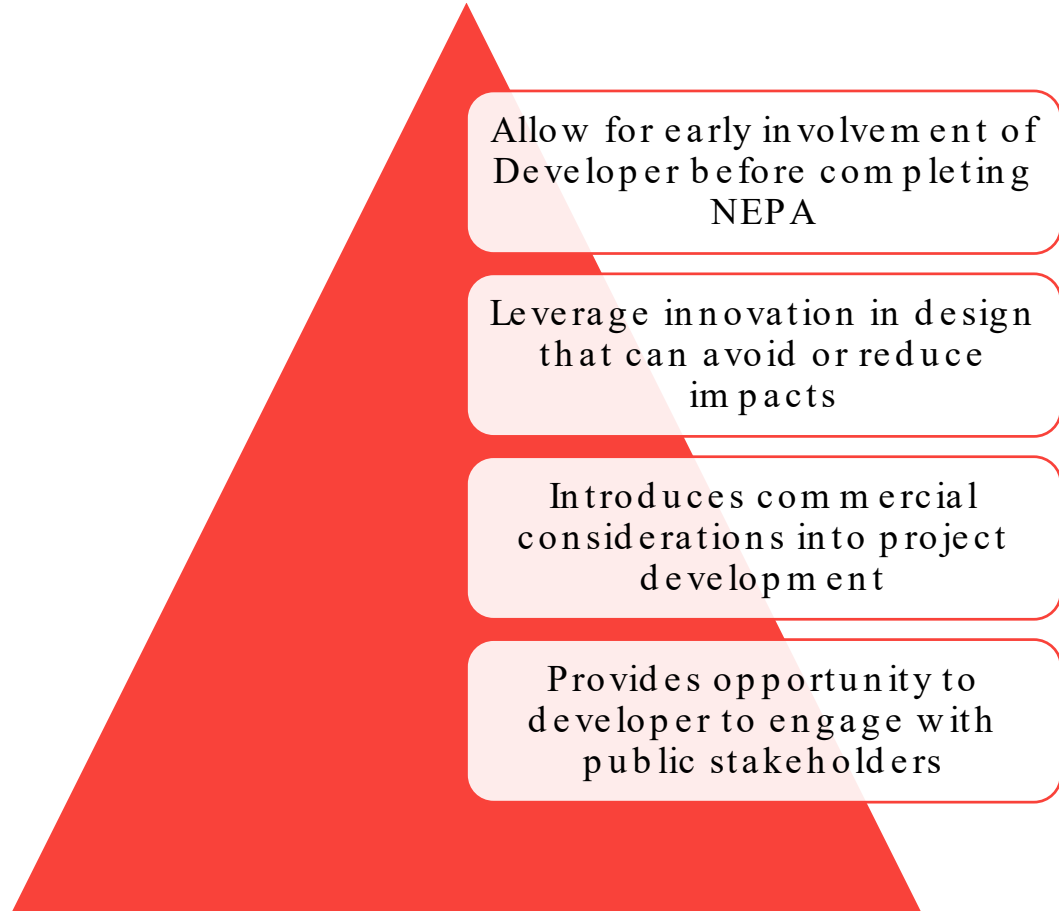 Allow for early involvement of
Developer before completing
NEPA
Leverage innovation in design
that can avoid or reduce
impacts
Introduces commercial
considerations into project
development
Provides opportunity to
developer to engage with
public stakeholders